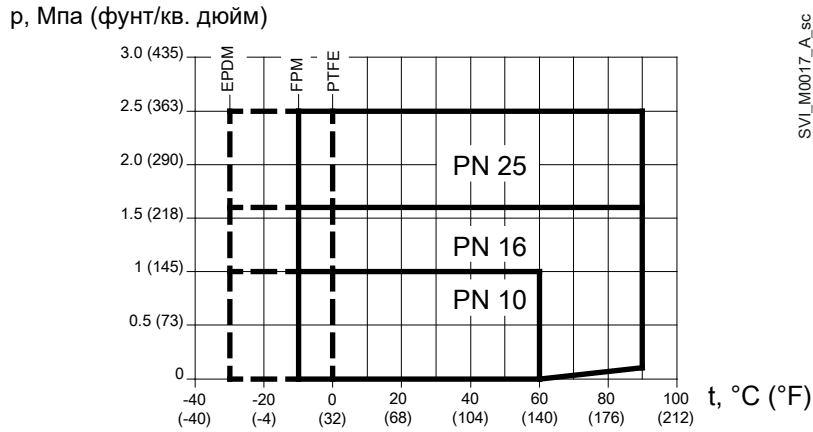 p, Мпа (фунт/кв. дюйм)
SVI_M0017_A_sc
EPDM
FPM
PTFE
3.0 (435)
2.5 (363)
2.0 (290)
1.5 (218)
1 (145)
0.5 (73)
0
PN 25
PN 16
PN 10
-40 -20 0 20 40 60 80 100 t, °C (°F)
(-40) (-4) (32) (68) (104) (140) (176) (212)